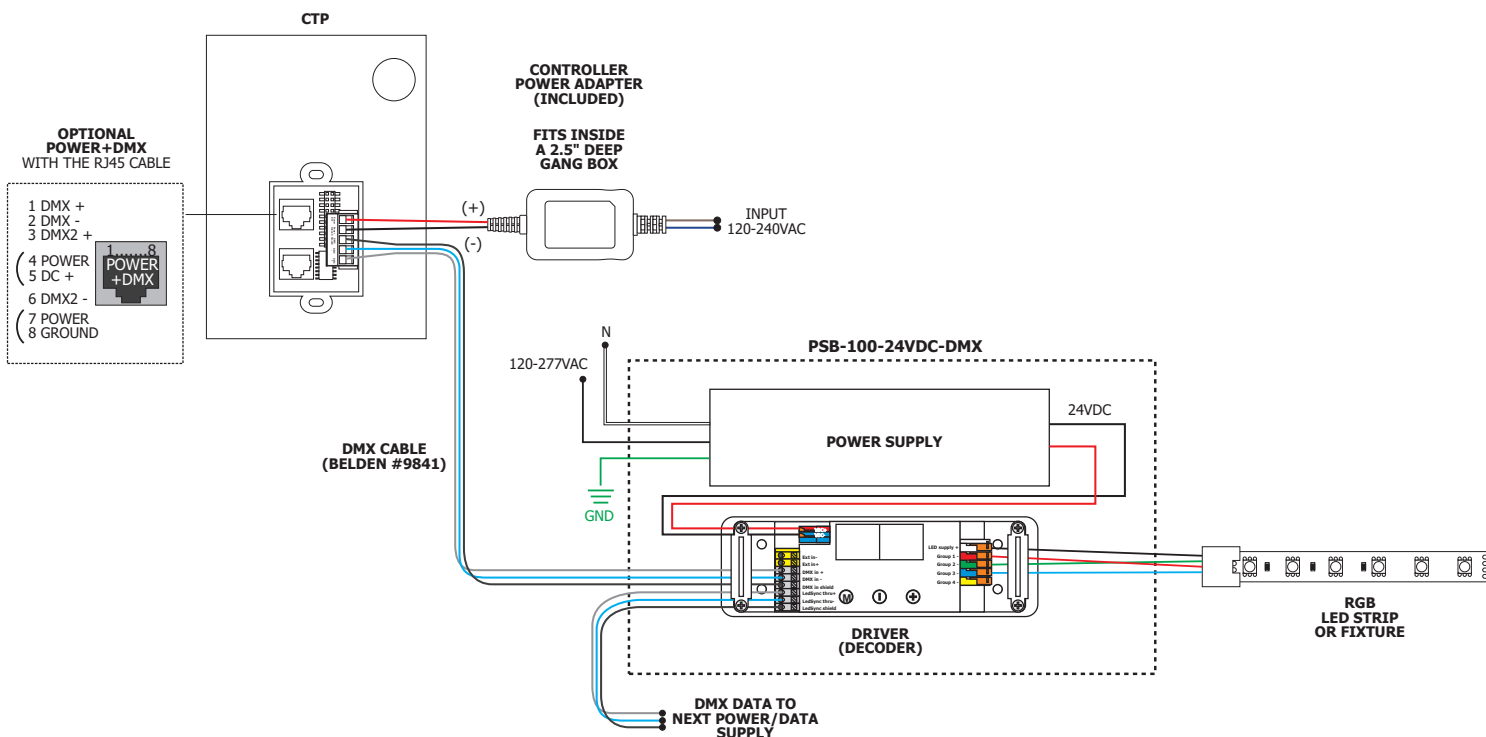 CTP
CONTROLLER
POWER ADAPTER
(INCLUDED)
FITS INSIDE
A 2.5" DEEP
GANG BOX
OPTIONAL
POWER+DMX
WITH THE RJ45 CABLE
1 DMX +
2 DMX -
3 DMX2 +
4 POWER
5 DC +
6 DMX2 -
7 POWER
8 GROUND
1 8
POWER
+DMX
(+)
(-)
INPUT
120-240VAC
N
120-277VAC
GND
DMX CABLE
(BELDEN #9841)
PSB-100-24VDC-DMX
POWER SUPPLY
24VDC
Ext in-
Ext in+
DMX in +
DMX in -
DMX in shield
LedSync thru+
LedSync thru-
LedSync shield
M
LED supply +
Group 1 -
Group 2 -
Group 3 -
Group 4 -
DRIVER
(DECODER)
RGB
LED STRIP
OR FIXTURE
DMX DATA TO
NEXT POWER/DATA
SUPPLY